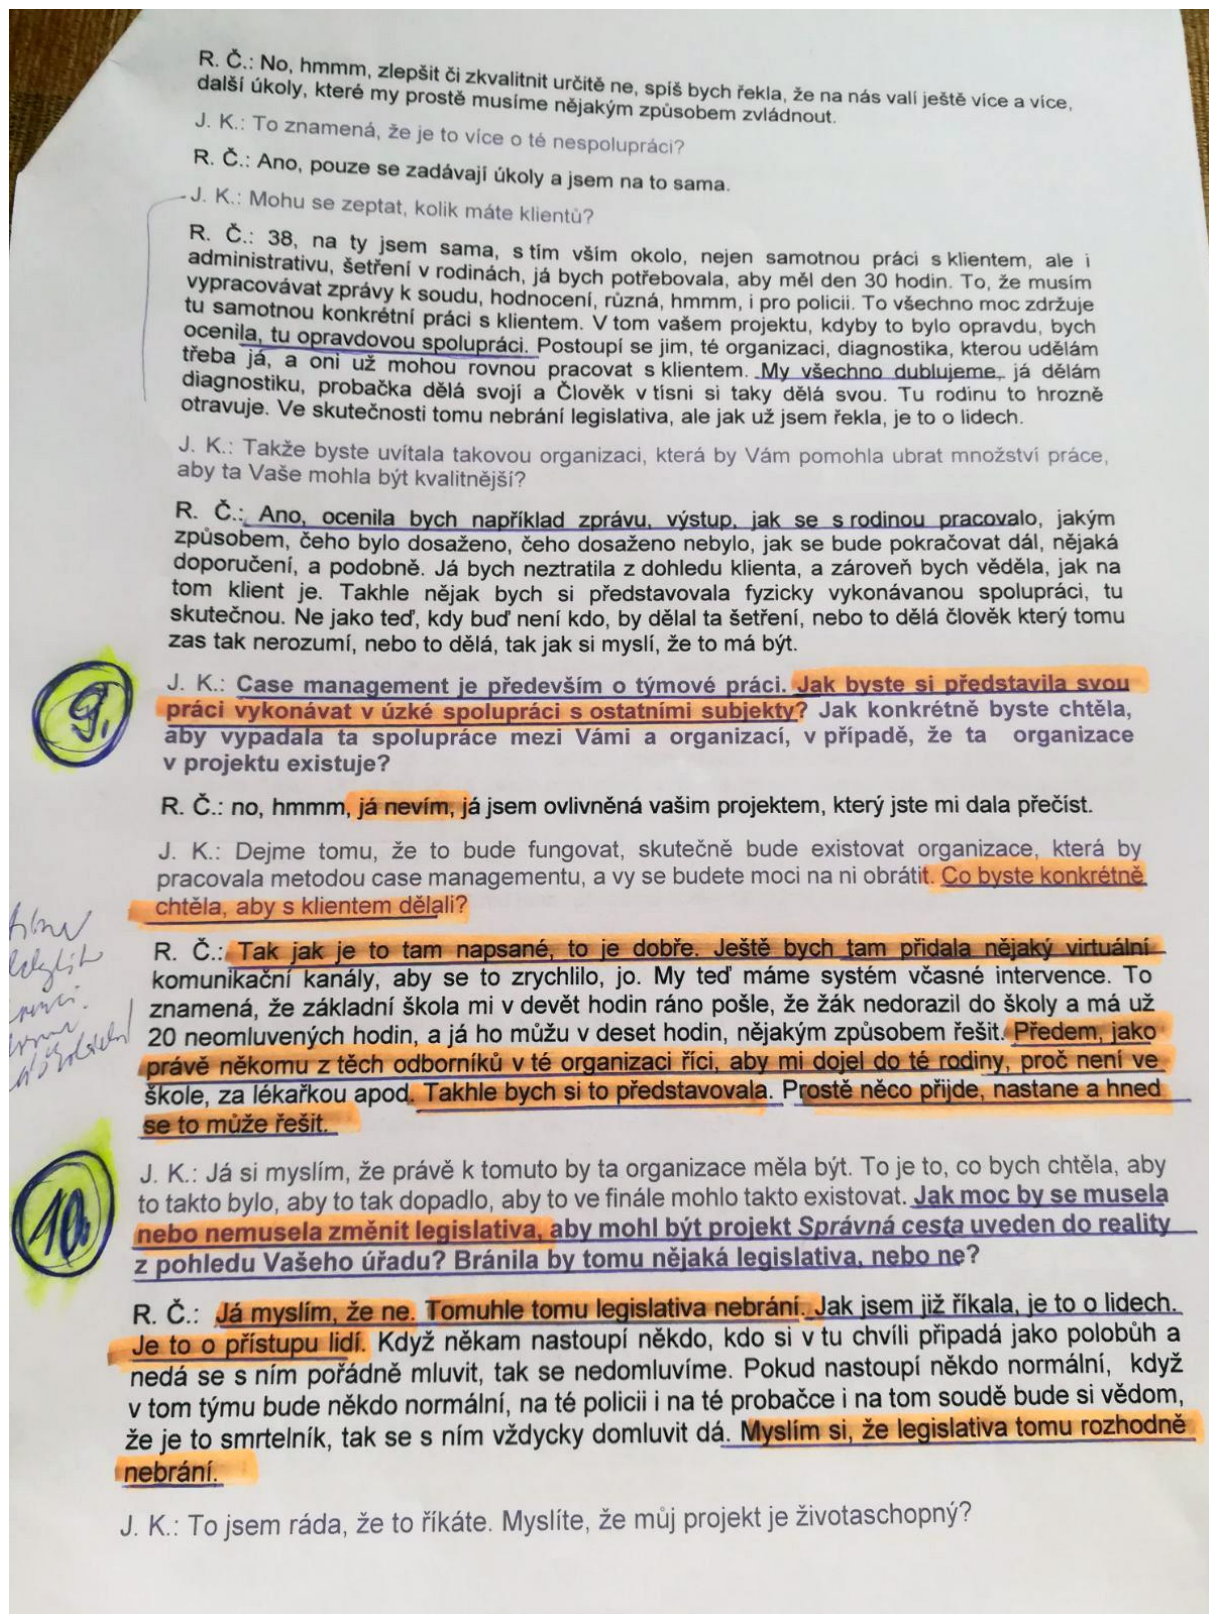 R. Č.: No, hmmm, zlepšit či zkvalitnit určitě ne, spíš bych řekla, že na nás valí ještě více a více,
další úkoly, které my prostě musíme nějakým způsobem zvládnout.
J. K.: To znamená, že je to více o té nespolupráci?
R. Č.: Ano, pouze se zadávají úkoly a jsem na to sama.
J. K.: Mohu se zeptat, kolik máte klientů?
R. Č.: 38, na ty jsem sama, s tím vším okolo, nejen samotnou práci s klientem, ale i
administrativu, šetření v rodinách, já bych potřebovala, aby měl den 30 hodin. To, že musím
vypracovávat zprávy k soudu, hodnocení, různá, hmmm, i pro policii. To všechno moc zdržuje
tu samotnou konkrétní práci s klientem. V tom vašem projektu, kdyby to bylo opravdu, bych
ocenila, tu opravdovou spolupráci. Postoupí se jim, té organizaci, diagnostika, kterou udělám
třeba já, a oni už mohou rovnou pracovat s klientem. My všechno dublujeme, já dělám
diagnostiku, probačka dělá svojí a Člověk v tísni si taky dělá svou. Tu rodinu to hrozně
otravuje. Ve skutečnosti tomu nebrání legislativa, ale jak už jsem řekla, je to o lidech.
J. K.: Takže byste uvítala takovou organizaci, která by Vám pomohla ubrat množství práce,
aby ta Vaše mohla být kvalitnější?
R. Č.: Ano, ocenila bych například zprávu, výstup, jak se s rodinou pracovalo, jakým
způsobem, čeho bylo dosaženo, čeho dosaženo nebylo, jak se bude pokračovat dál, nějaká
doporučení, a podobně. Já bych neztratila z dohledu klienta, a zároveň bych věděla, jak na
tom klient je. Takhle nějak bych si představovala fyzicky vykonávanou spolupráci, tu
skutečnou. Ne jako teď, kdy buď není kdo, by dělal ta šetření, nebo to dělá člověk který tomu
zas tak nerozumí, nebo to dělá, tak jak si myslí, že to má být.
9.
J. K.: Case management je především o týmové práci. Jak byste si představila svou
práci vykonávat v úzké spolupráci s ostatními subjekty? Jak konkrétně byste chtěla,
aby vypadala ta spolupráce mezi Vámi a organizací, v případě, že ta organizace
v projektu existuje?
R. Č.: no, hmmm, já nevím, já jsem ovlivněná vašim projektem, který jste mi dala přečíst.
J. K.: Dejme tomu, že to bude fungovat, skutečně bude existovat organizace, která by
pracovala metodou case managementu, a vy se budete moci na ni obrátit. Co byste konkrétně
chtěla, aby s klientem dělali?
R. Č.: Tak jak je to tam napsané, to je dobře. Ještě bych tam přidala nějaký virtuální
komunikační kanály, aby se to zrychlilo, jo. My teď máme systém včasné intervence. To
znamená, že základní škola mi v devět hodin ráno pošle, že žák nedorazil do školy a má už
20 neomluvených hodin, a já ho můžu v deset hodin, nějakým způsobem řešit. Předem, jako
právě někomu z těch odborníků v té organizaci říci, aby mi dojel do té rodiny, proč není ve
škole, za lékařkou apod. Takhle bych si to představovala. Prostě něco přijde, nastane a hned
se to může řešit.
10.
J. K.: Já si myslím, že právě k tomuto by ta organizace měla být. To je to, co bych chtěla, aby
to takto bylo, aby to tak dopadlo, aby to ve finále mohlo takto existovat. Jak moc by se musela
nebo nemusela změnit legislativa, aby mohl být projekt Správná cesta uveden do reality
z pohledu Vašeho úřadu? Bránila by tomu nějaká legislativa, nebo ne?
R. Č.: Já myslím, že ne. Tomuhle tomu legislativa nebrání. Jak jsem již říkala, je to o lidech.
Je to o přístupu lidí. Když někam nastoupí někdo, kdo si v tu chvíli připadá jako polobůh a
nedá se s ním pořádně mluvit, tak se nedomluvíme. Pokud nastoupí někdo normální, když
v tom týmu bude někdo normální, na té policii i na té probačce i na tom soudě bude si vědom,
že je to smrtelník, tak se s ním vždycky domluvit dá. Myslím si, že legislativa tomu rozhodně
nebrání.
J. K.: To jsem ráda, že to říkáte. Myslíte, že můj projekt je životaschopný?